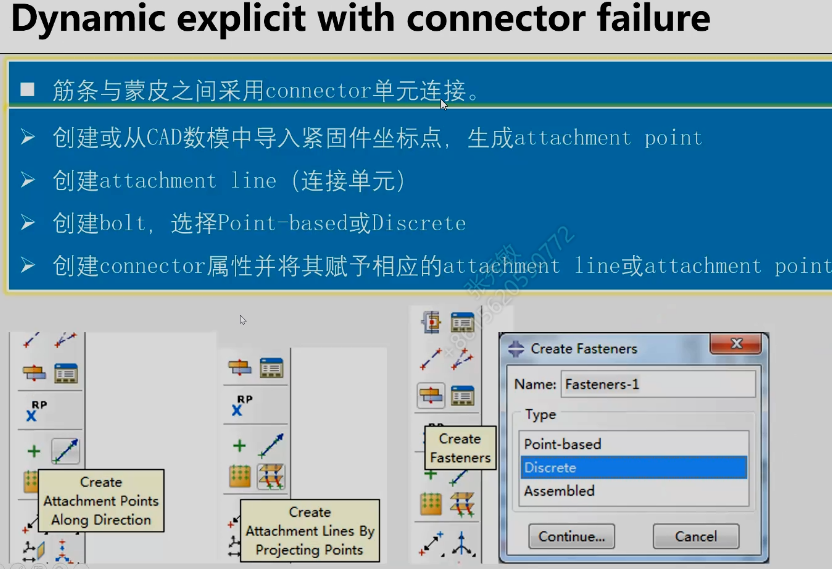 Dynamic explicit with connector failure
筋条与蒙皮之间采用connector单元连接。
创建或从CAD数模中导入紧固件坐标点，生成attachment point
创建attachment line（连接单元）
创建bolt，选择Point-based或Discrete
创建connector属性并将其赋予相应的attachment line或attachment point
RP
Create
Attachment Points
Along Direction
RP
Create
Attachment Lines By
Projecting Points
Create
Fasteners
Create Fasteners
Name: Fasteners-1
Type
Point-based
Discrete
Assembled
Continue...
Cancel